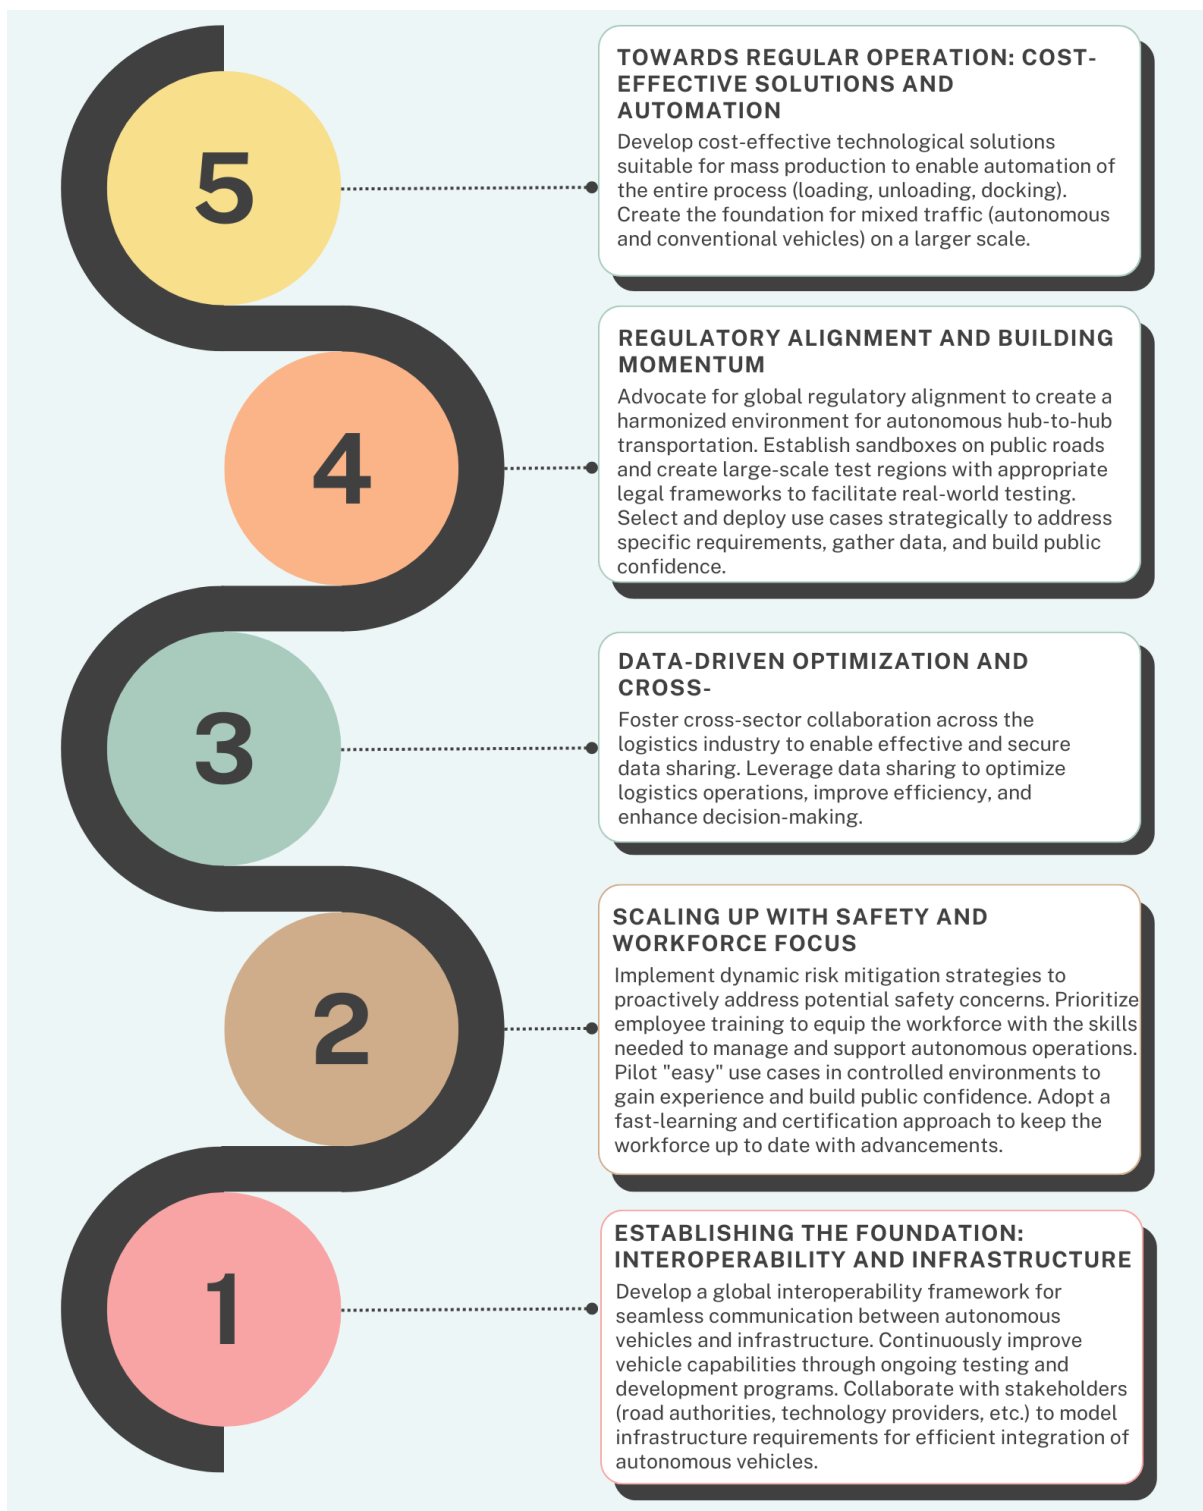 5
TOWARDS REGULAR OPERATION: COST-
EFFECTIVE SOLUTIONS AND
AUTOMATION
Develop cost-effective technological solutions
suitable for mass production to enable automation of
the entire process (loading, unloading, docking).
Create the foundation for mixed traffic (autonomous
and conventional vehicles) on a larger scale.
4
REGULATORY ALIGNMENT AND BUILDING
MOMENTUM
Advocate for global regulatory alignment to create a
harmonized environment for autonomous hub-to-hub
transportation. Establish sandboxes on public roads
and create large-scale test regions with appropriate
legal frameworks to facilitate real-world testing.
Select and deploy use cases strategically to address
specific requirements, gather data, and build public
confidence.
3
DATA-DRIVEN OPTIMIZATION AND
CROSS-
Foster cross-sector collaboration across the
logistics industry to enable effective and secure
data sharing. Leverage data sharing to optimize
logistics operations, improve efficiency, and
enhance decision-making.
2
SCALING UP WITH SAFETY AND
WORKFORCE FOCUS
Implement dynamic risk mitigation strategies to
proactively address potential safety concerns. Prioritize
employee training to equip the workforce with the skills
needed to manage and support autonomous operations.
Pilot "easy" use cases in controlled environments to
gain experience and build public confidence. Adopt a
fast-learning and certification approach to keep the
workforce up to date with advancements.
1
ESTABLISHING THE FOUNDATION:
INTEROPERABILITY AND INFRASTRUCTURE
Develop a global interoperability framework for
seamless communication between autonomous
vehicles and infrastructure. Continuously improve
vehicle capabilities through ongoing testing and
development programs. Collaborate with stakeholders
(road authorities, technology providers, etc.) to model
infrastructure requirements for efficient integration of
autonomous vehicles.